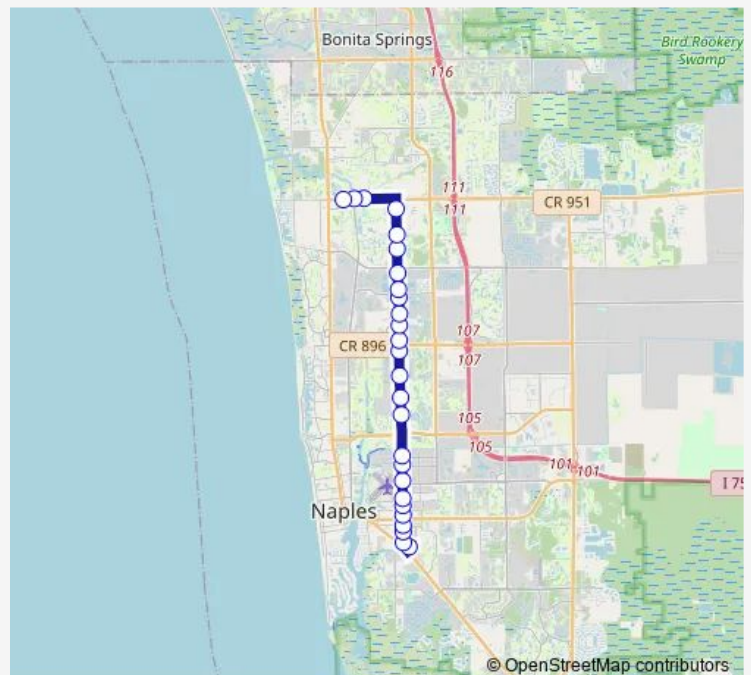 Bonita Springs
Bird Rookery
Swamp
116
111
111
CR 951
107
CR 896
107
105
105
101
101
I 75
Naples
© OpenStreetMap contributors